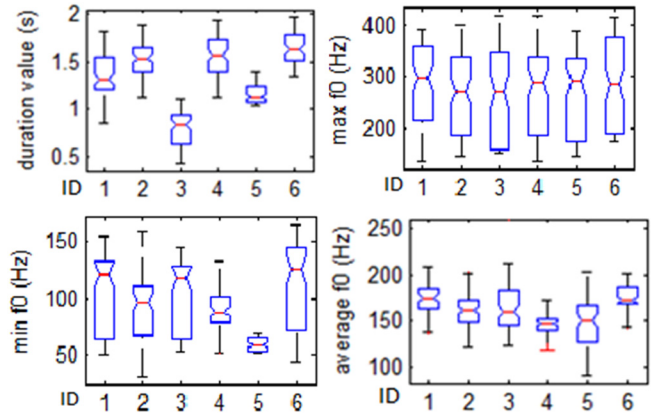 duration value (s)
2
1.5
1
0.5
ID 1 2 3 4 5 6
max f0 (Hz)
400
300
200
ID 1 2 3 4 5 6
min f0 (Hz)
150
100
50
ID 1 2 3 4 5 6
average f0 (Hz)
250
200
150
100
ID 1 2 3 4 5 6